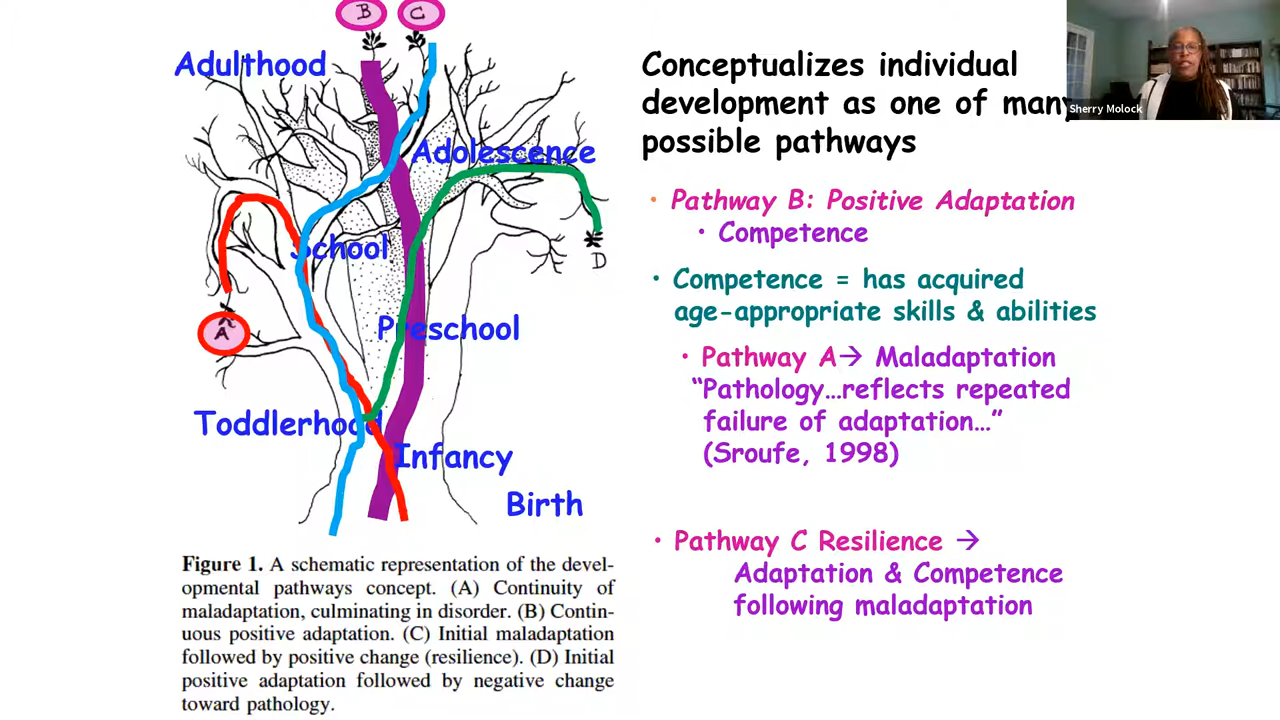 B C
Adulthood
Adolescence
School
D
Preschool
A
Toddlerhood
Infancy
Birth
Figure 1. A schematic representation of the devel-
opmental pathways concept. (A) Continuity of
maladaptation, culminating in disorder. (B) Contin-
uous positive adaptation. (C) Initial maladaptation
followed by positive change (resilience). (D) Initial
positive adaptation followed by negative change
toward pathology.
Conceptualizes individual
development as one of many
possible pathways
• Pathway B: Positive Adaptation
• Competence
• Competence = has acquired
age-appropriate skills & abilities
• Pathway A→ Maladaptation
“Pathology…reflects repeated
failure of adaptation…”
(Sroufe, 1998)
• Pathway C Resilience →
Adaptation & Competence
following maladaptation
Sherry Molock